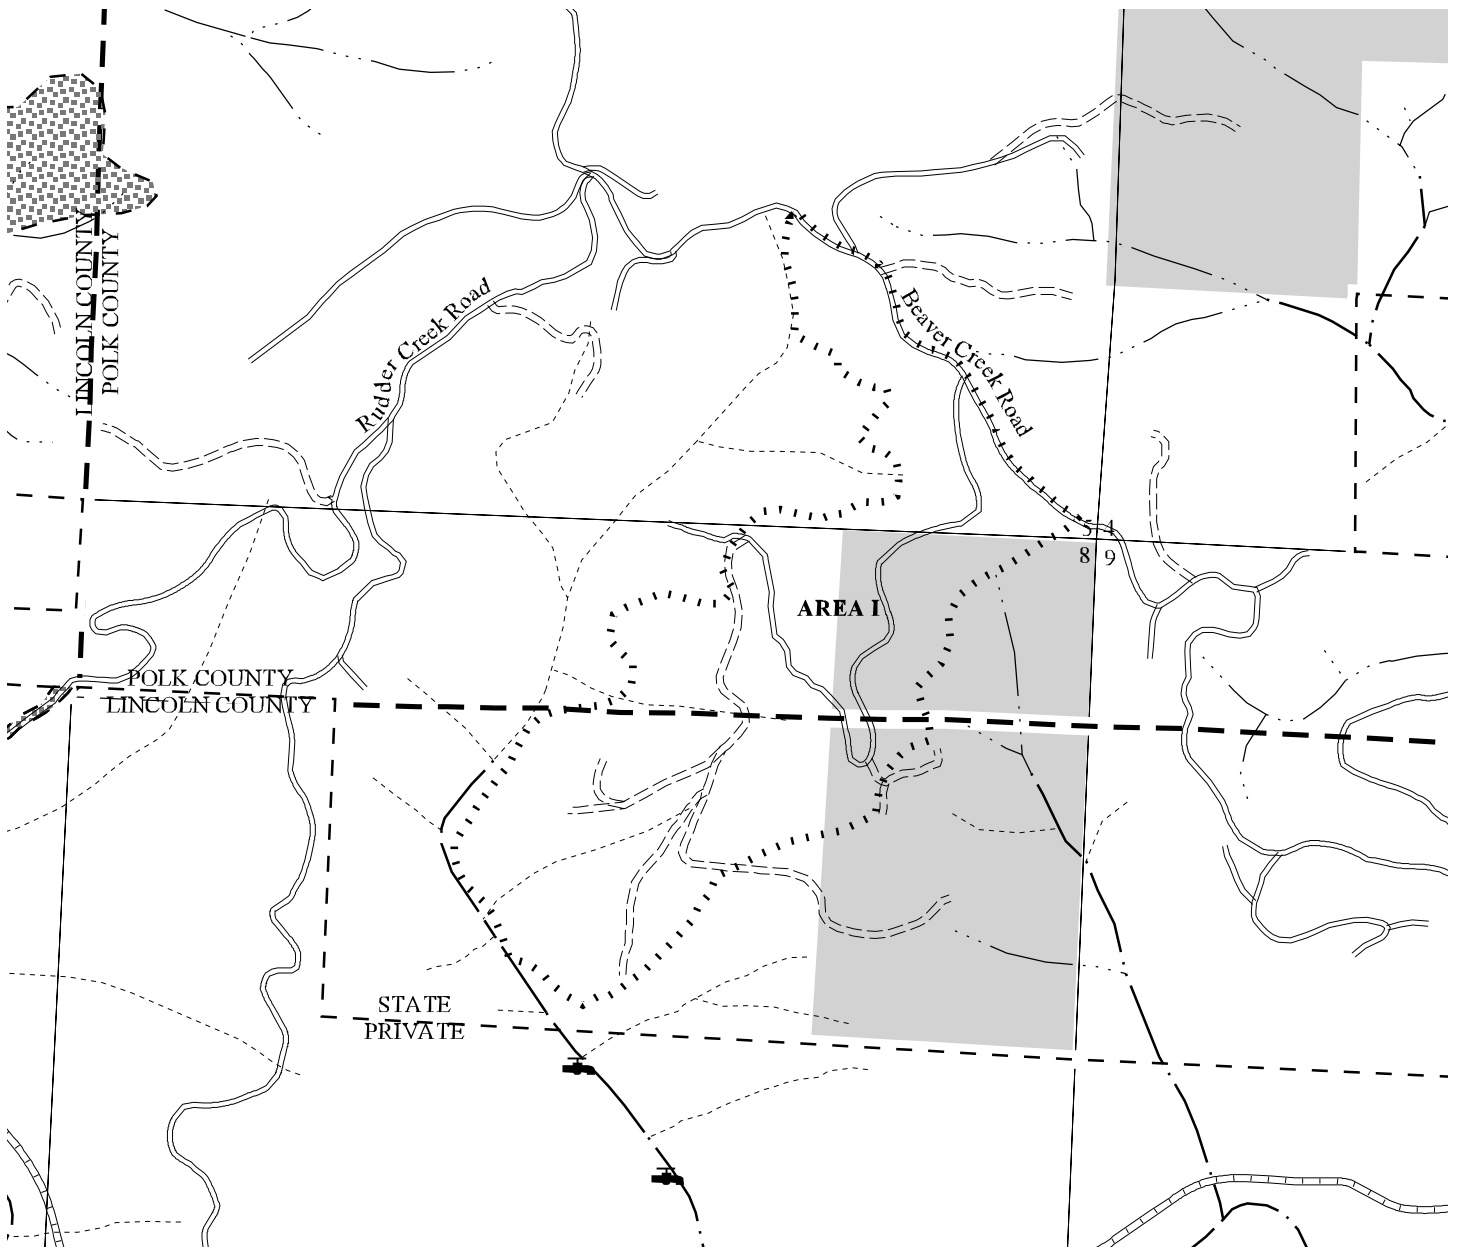 LINCOLN COUNTY
POLK COUNTY
Rudder Creek Road
Beaver Creek Road
5 4
8 9
AREA I
POLK COUNTY
LINCOLN COUNTY
STATE
PRIVATE